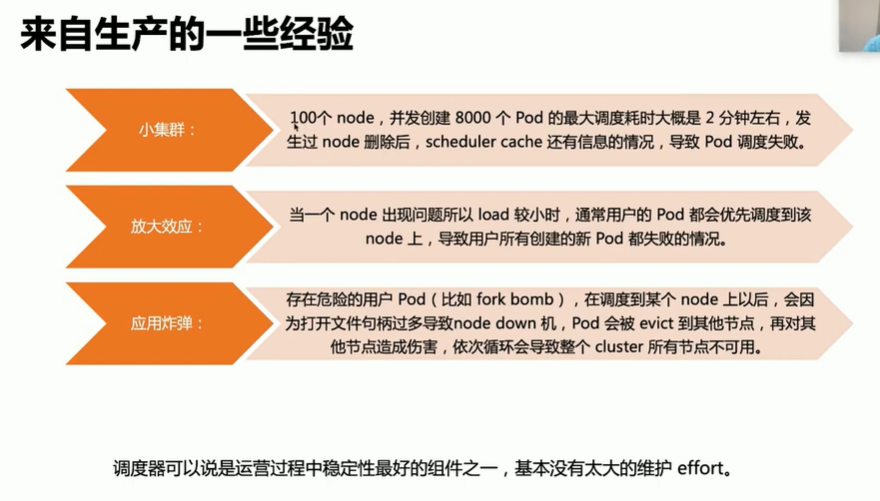 来自生产的一些经验
小集群：
100个 node，并发创建 8000 个 Pod 的最大调度耗时大概是 2 分钟左右，发
生过 node 删除后，scheduler cache 还有信息的情况，导致 Pod 调度失败。
放大效应：
当一个 node 出现问题所以 load 较小时，通常用户的 Pod 都会优先调度到该
node 上，导致用户所有创建的新 Pod 都失败的情况。
应用炸弹：
存在危险的用户 Pod（比如 fork bomb），在调度到某个 node 上以后，会因
为打开文件句柄过多导致node down 机，Pod 会被 evict 到其他节点，再对其
他节点造成伤害，依次循环会导致整个 cluster 所有节点不可用。
调度器可以说是运营过程中稳定性最好的组件之一，基本没有太大的维护 effort。